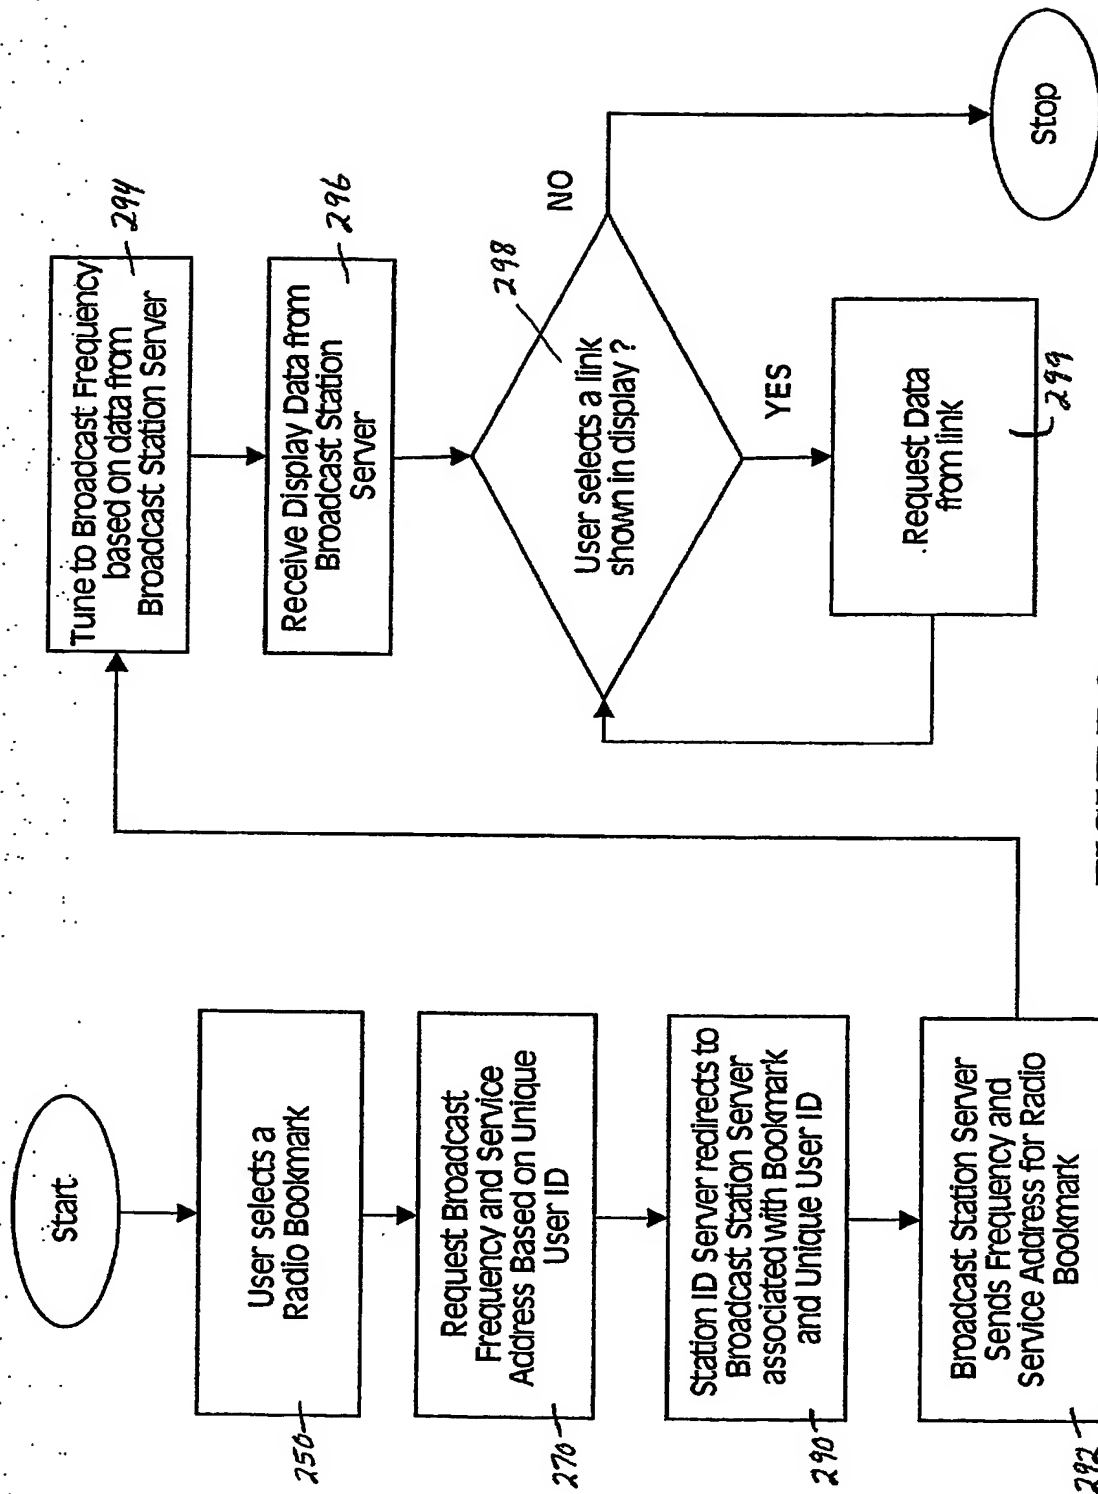 Start
User selects a
Radio Bookmark
250
Request Broadcast
Frequency and Service
Address Based on Unique
User ID
270
Station ID Server redirects to
Broadcast Station Server
associated with Bookmark
and Unique User ID
290
Broadcast Station Server
Sends Frequency and
Service Address for Radio
Bookmark
292
Tune to Broadcast Frequency
based on data from
Broadcast Station Server
294
Receive Display Data from
Broadcast Station
Server
296
User selects a link
shown in display ?
298
NO
YES
Request Data
from link
299
Stop